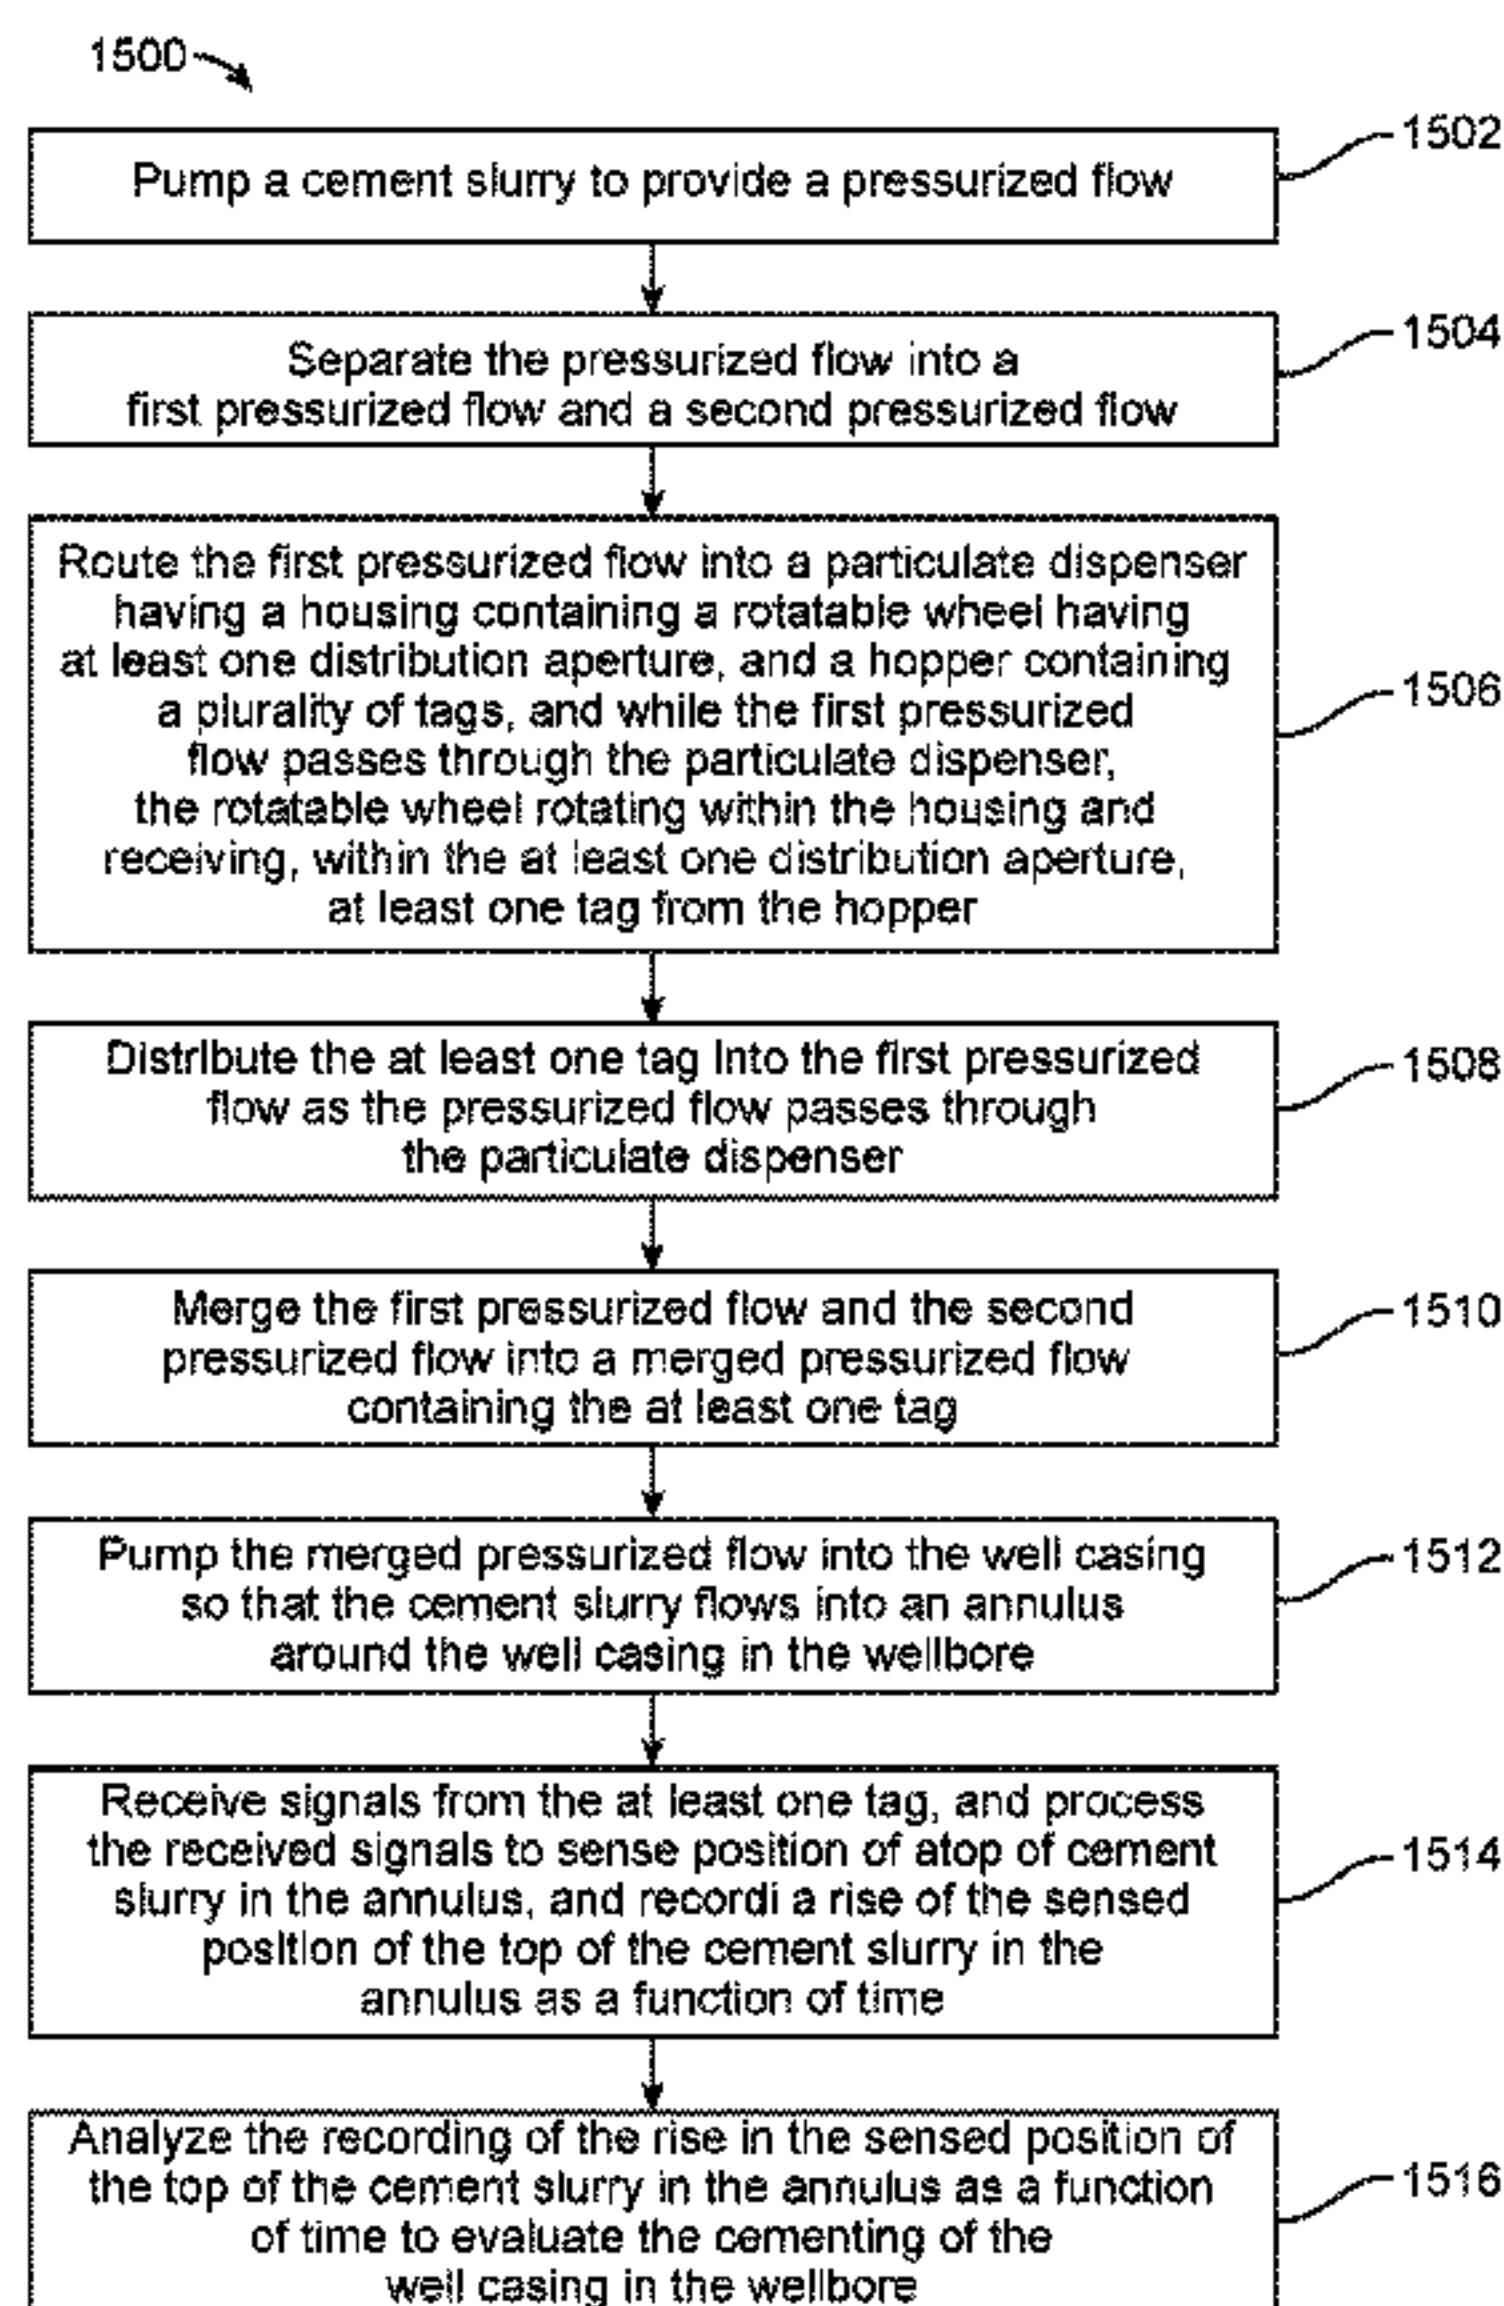 1500
Pump a cement slurry to provide a pressurized flow
1502
Separate the pressurized flow into a
first pressurized flow and a second pressurized flow
1504
Route the first pressurized flow into a particulate dispenser
having a housing containing a rotatable wheel having
at least one distribution aperture, and a hopper containing
a plurality of tags, and while the first pressurized
flow passes through the particulate dispenser,
the rotatable wheel rotating within the housing and
receiving, within the at least one distribution aperture,
at least one tag from the hopper
1506
Distribute the at least one tag into the first pressurized
flow as the pressurized flow passes through
the particulate dispenser
1508
Merge the first pressurized flow and the second
pressurized flow into a merged pressurized flow
containing the at least one tag
1510
Pump the merged pressurized flow into the well casing
so that the cement slurry flows into an annulus
around the well casing in the wellbore
1512
Receive signals from the at least one tag, and process
the received signals to sense position of atop of cement
slurry in the annulus, and recordi a rise of the sensed
position of the top of the cement slurry in the
annulus as a function of time
1514
Analyze the recording of the rise in the sensed position of
the top of the cement slurry in the annulus as a function
of time to evaluate the cementing of the
well casing in the wellbore
1516